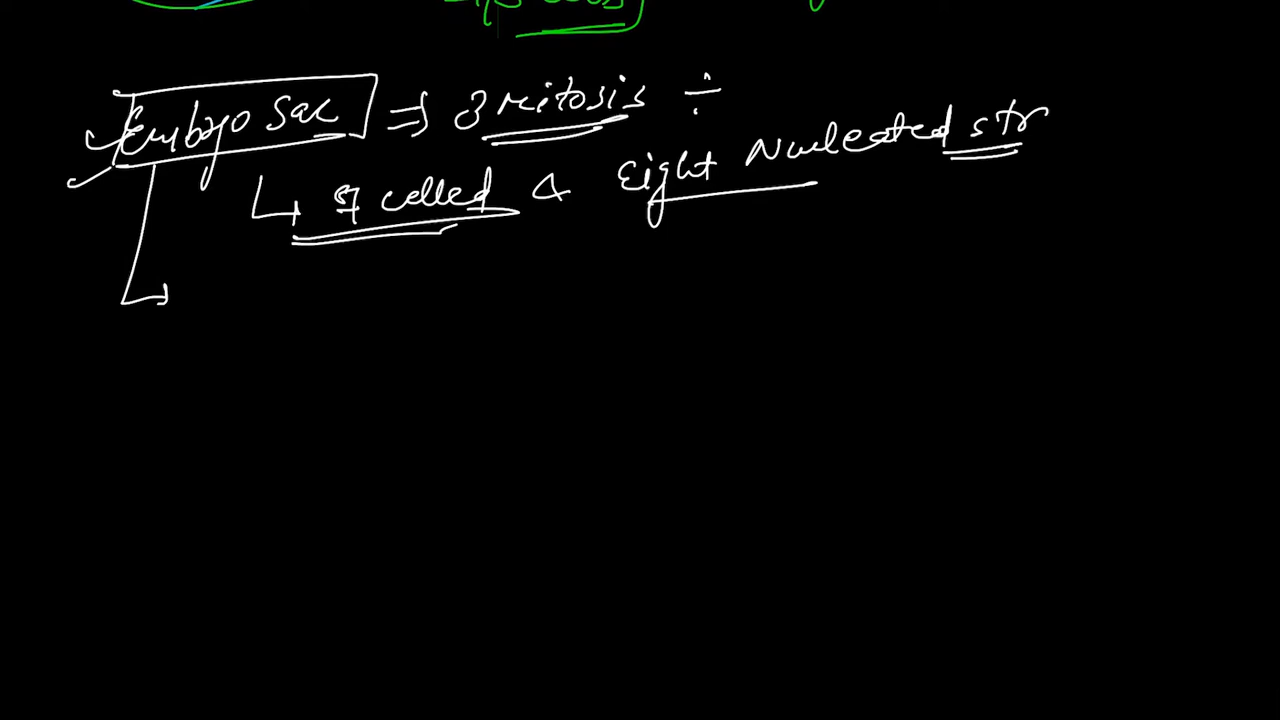 Embryo Sac ⇒ 3 Mitosis ÷
↳ 7 celled & Eight Nucleated str